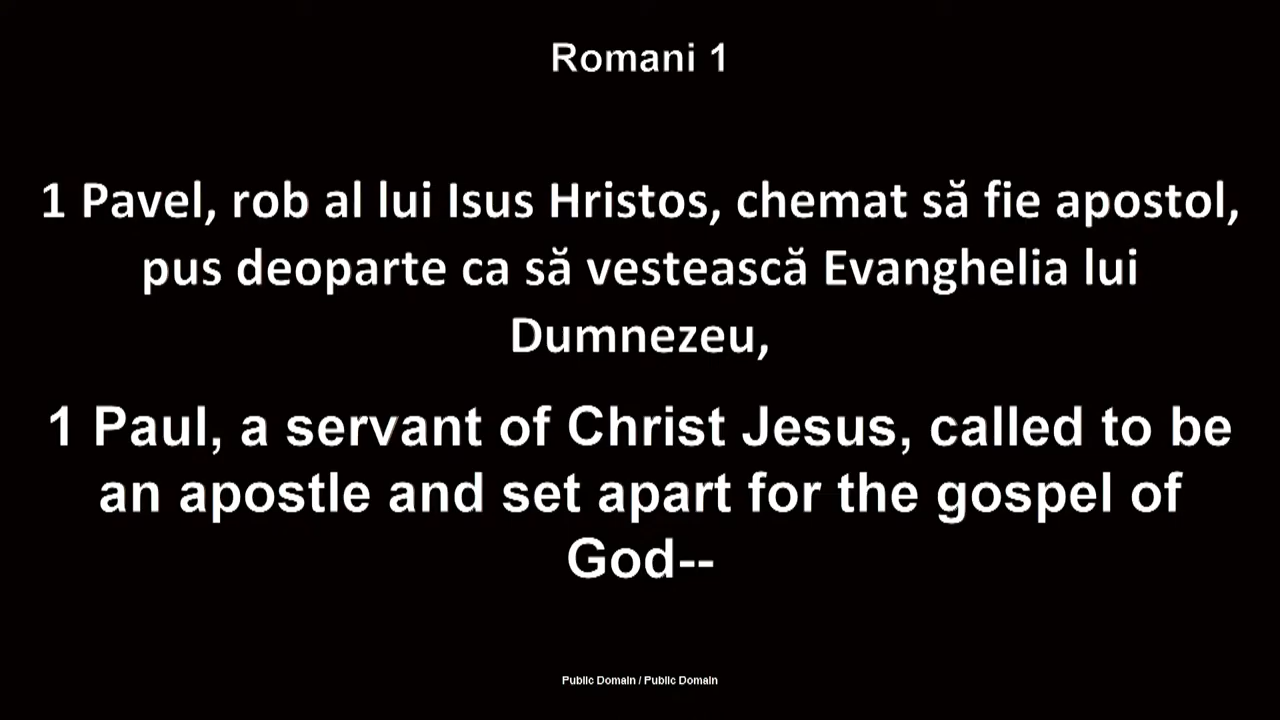 Romani 1
1 Pavel, rob al lui Isus Hristos, chemat să fie apostol,
pus deoparte ca să vestească Evanghelia lui
Dumnezeu,
1 Paul, a servant of Christ Jesus, called to be
an apostle and set apart for the gospel of
God--
Public Domain / Public Domain